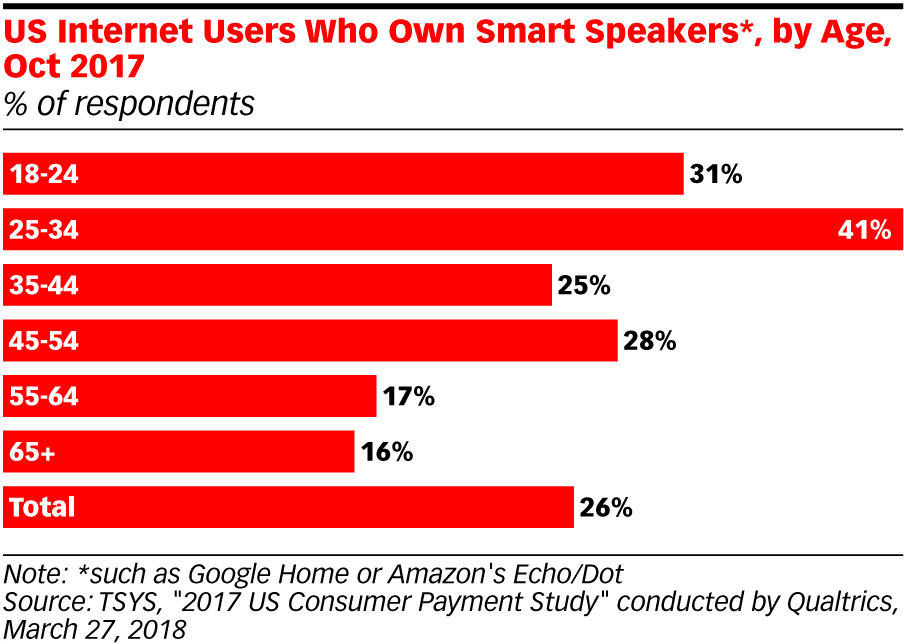 US Internet Users Who Own Smart Speakers*, by Age,
Oct 2017
% of respondents
18-24 31%
25-34 41%
35-44 25%
45-54 28%
55-64 17%
65+ 16%
Total 26%
Note: *such as Google Home or Amazon's Echo/Dot
Source: TSYS, "2017 US Consumer Payment Study" conducted by Qualtrics,
March 27, 2018